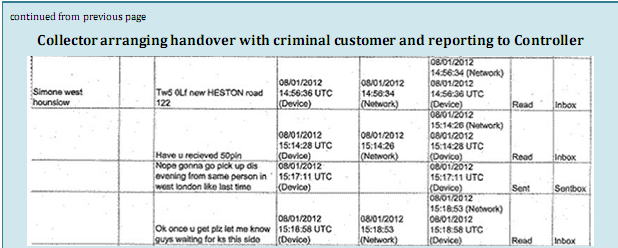 continued from previous page
Collector arranging handover with criminal customer and reporting to Controller
08/01/2012
14:56:34 (Network)
08/01/2012
14:56:36 UTC
(Device)
Simone west
hounslow
Tw5 0Lf new HESTON road
122
08/01/2012
14:56:36 UTC
(Device)
08/01/2012
14:56:34
(Network)
Read
Inbox
08/01/2012
15:14:26 (Network)
08/01/2012
15:14:28 UTC
(Device)
Have u recieved 50pin
08/01/2012
15:14:28 UTC
(Device)
08/01/2012
15:14:26
(Network)
Read
Inbox
Nope gonna go pick up dis
evening from same person in
west london like last time
08/01/2012
15:17:11 UTC
(Device)
08/01/2012
15:17:11 UTC
(Device)
Sent
Sentbox
08/01/2012
15:18:53 (Network)
08/01/2012
15:18:58 UTC
(Device)
Ok once u get plz let me know
guys waiting for ks this side
08/01/2012
15:18:58 UTC
(Device)
08/01/2012
15:18:53
(Network)
Read
Inbox